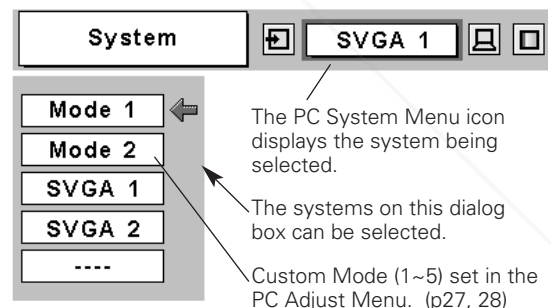 System
SVGA 1
Mode 1
Mode 2
SVGA 1
SVGA 2
----
The PC System Menu icon
displays the system being
selected.
The systems on this dialog
box can be selected.
Custom Mode (1~5) set in the
PC Adjust Menu. (p27, 28)